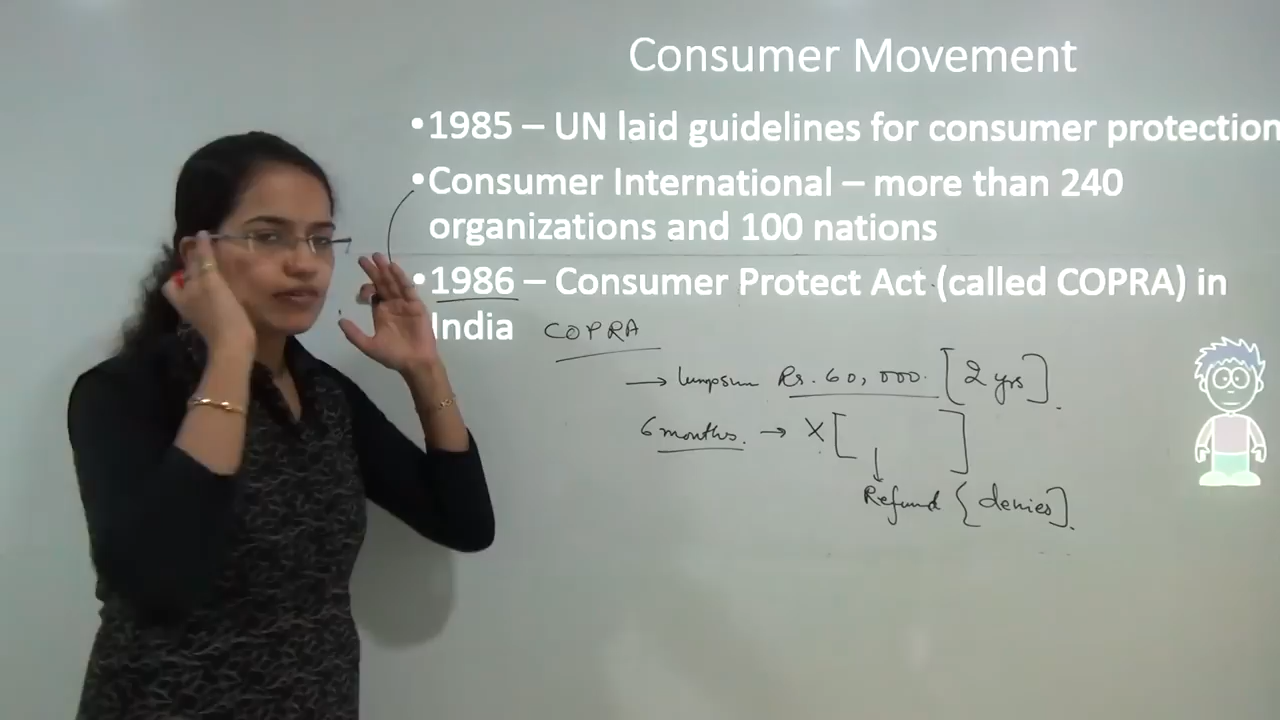 Consumer Movement
•1985 – UN laid guidelines for consumer protection
•Consumer International – more than 240
organizations and 100 nations
•1986 – Consumer Protect Act (called COPRA) in
India
COPRA
→ lumpsum Rs. 60,000. [2 yrs].
6 months. → X [ ]
↓
Refund {denies].